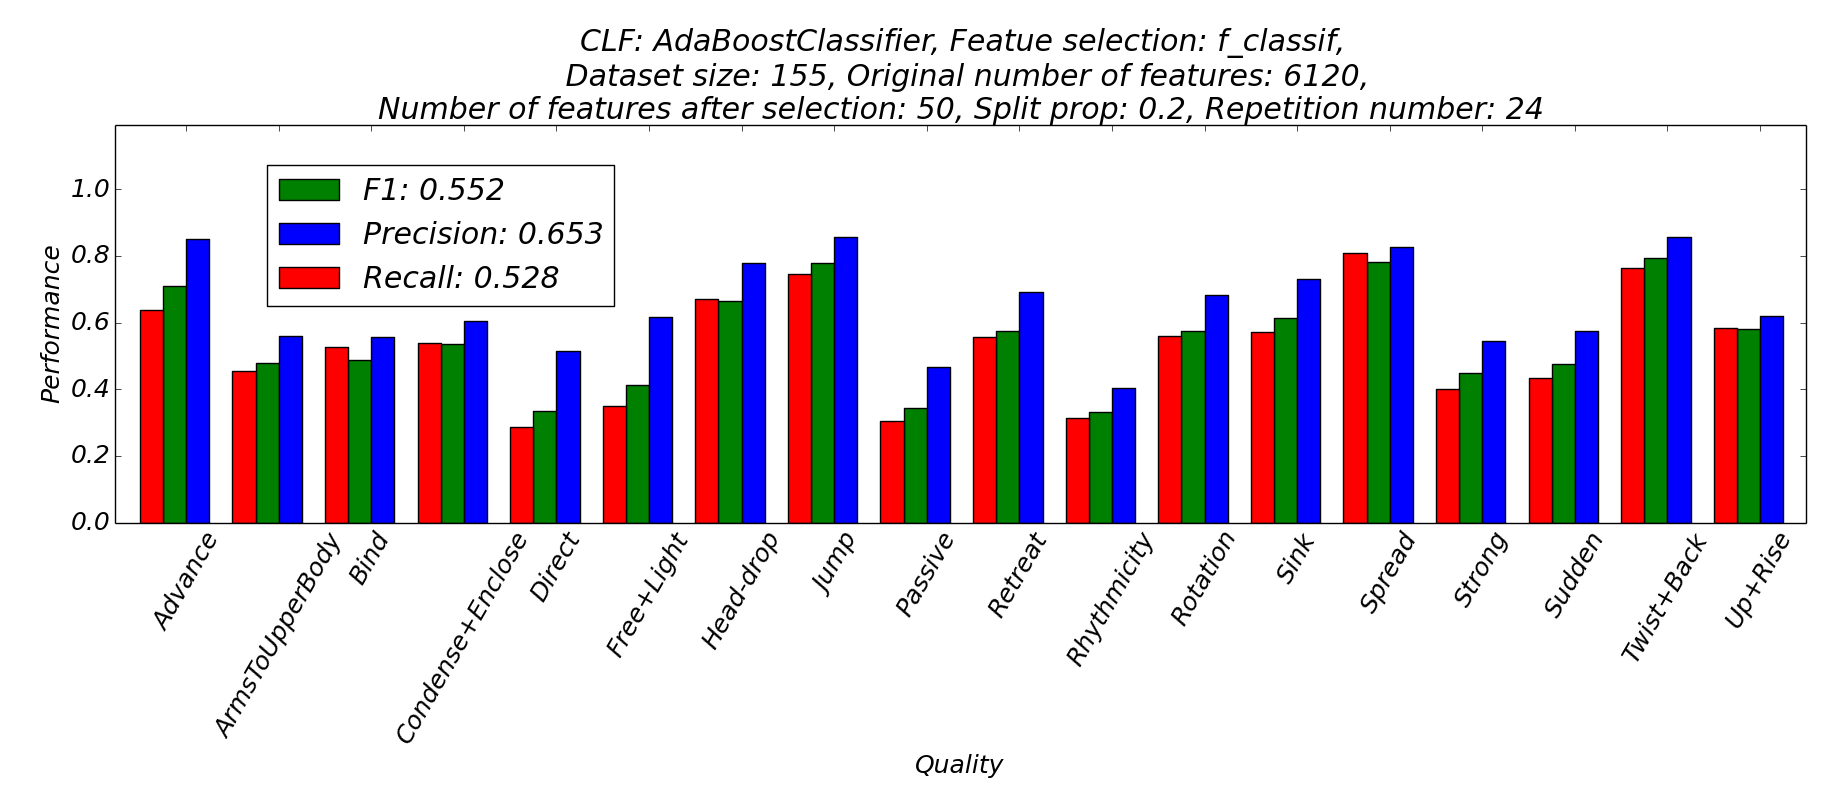 CLF: AdaBoostClassifier, Featue selection: f_classif,
Dataset size: 155, Original number of features: 6120,
Number of features after selection: 50, Split prop: 0.2, Repetition number: 24
F1: 0.552
Precision: 0.653
Recall: 0.528
Performance
1.0
0.8
0.6
0.4
0.2
0.0
Advance
ArmsToUpperBody
Bind
Condense+Enclose
Direct
Free+Light
Head-drop
Jump
Passive
Retreat
Rhythmicity
Rotation
Sink
Spread
Strong
Sudden
Twist+Back
Up+Rise
Quality